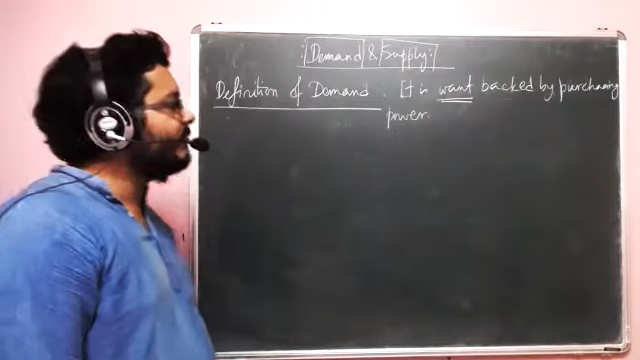 :Demand & Supply:
Definition of Demand : It is want backed by purchasing
power.